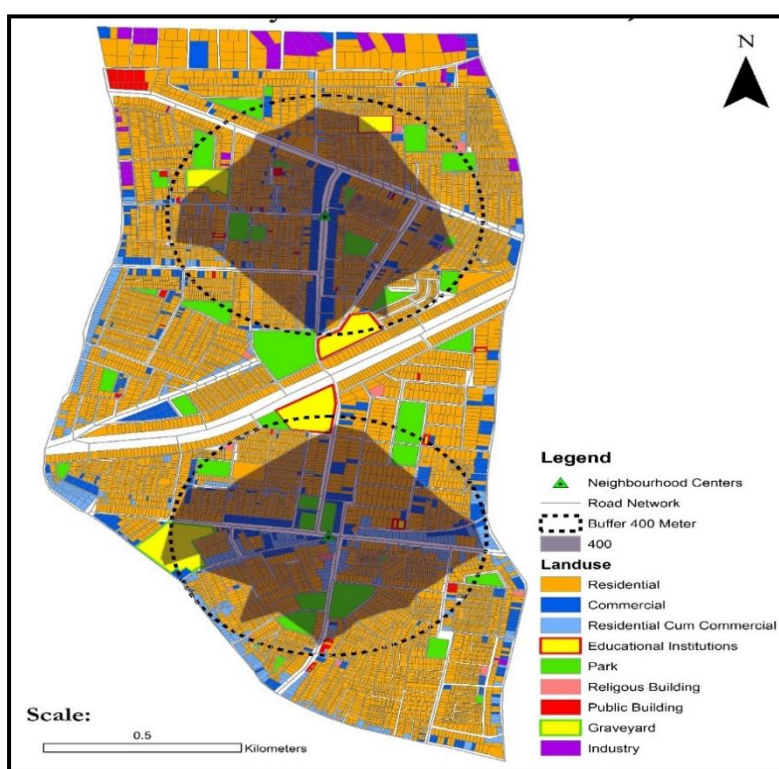 N
Legend
Neighbourhood Centers
Road Network
Buffer 400 Meter
400
Landuse
Residential
Commercial
Residential Cum Commercial
Educational Institutions
Park
Religous Building
Public Building
Graveyard
Industry
Scale:
0.5
Kilometers